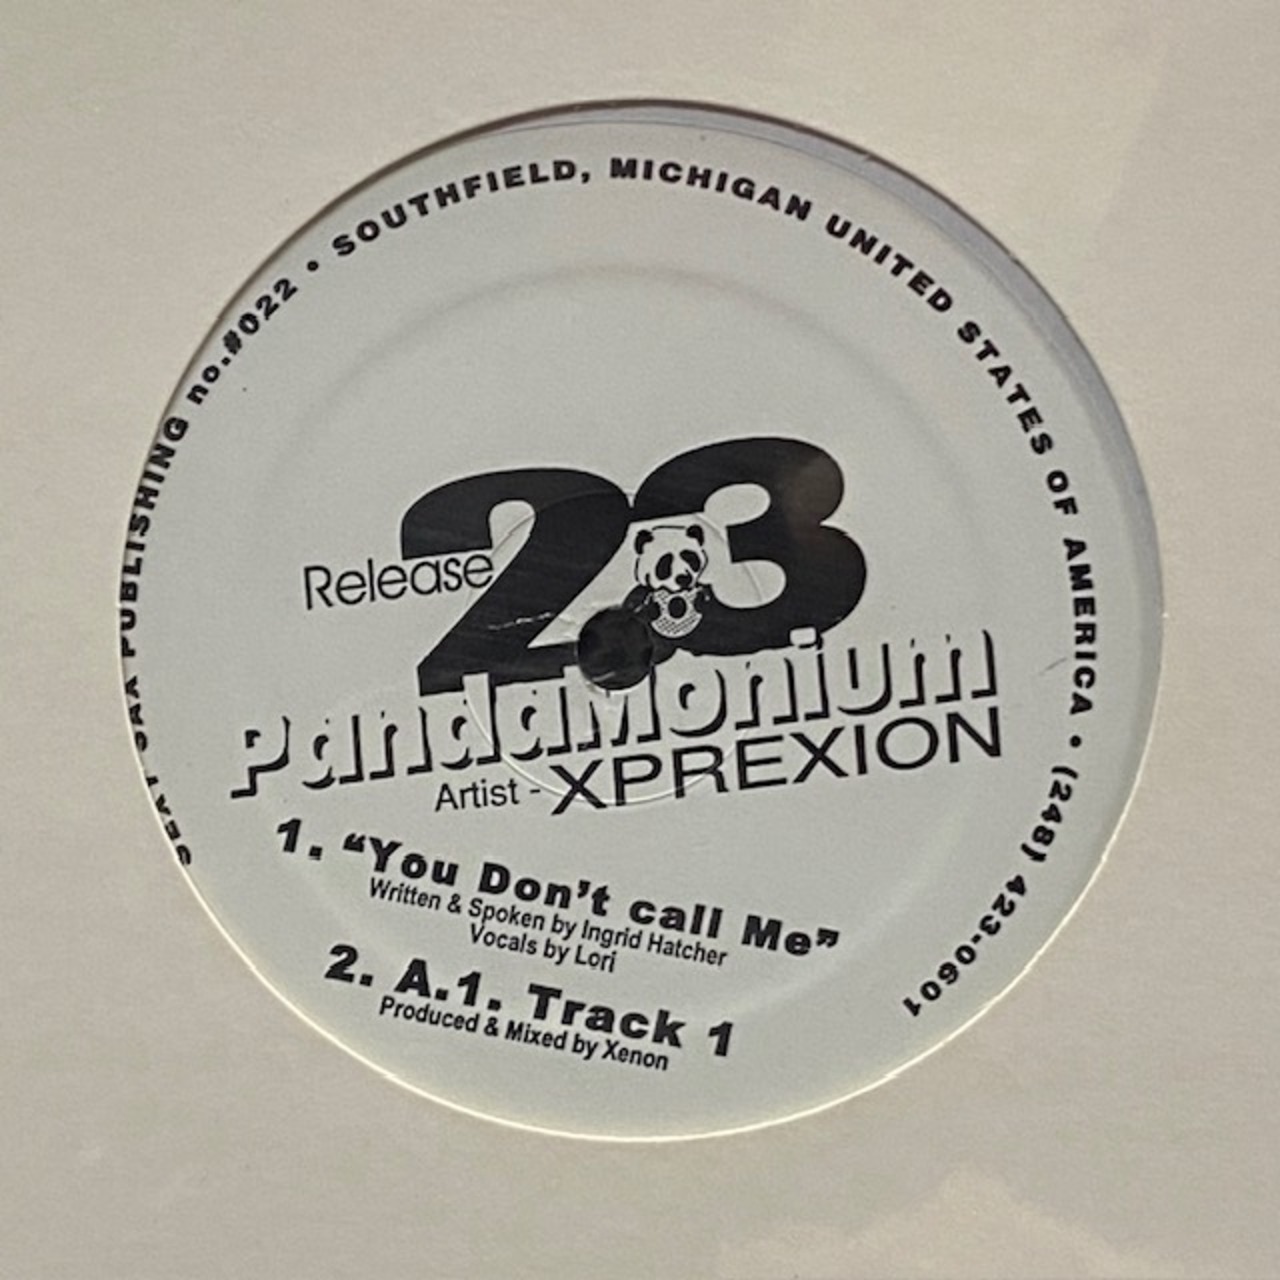 PUBLISHING no.#022 • SOUTHFIELD, MICHIGAN UNITED STATES OF AMERICA • (248) 423-0601
Release 23
PandaMonium
Artist - XPREXION
1. “You Don’t call Me”
Written & Spoken by Ingrid Hatcher
Vocals by Lori
2. A.1. Track 1
Produced & Mixed by Xenon